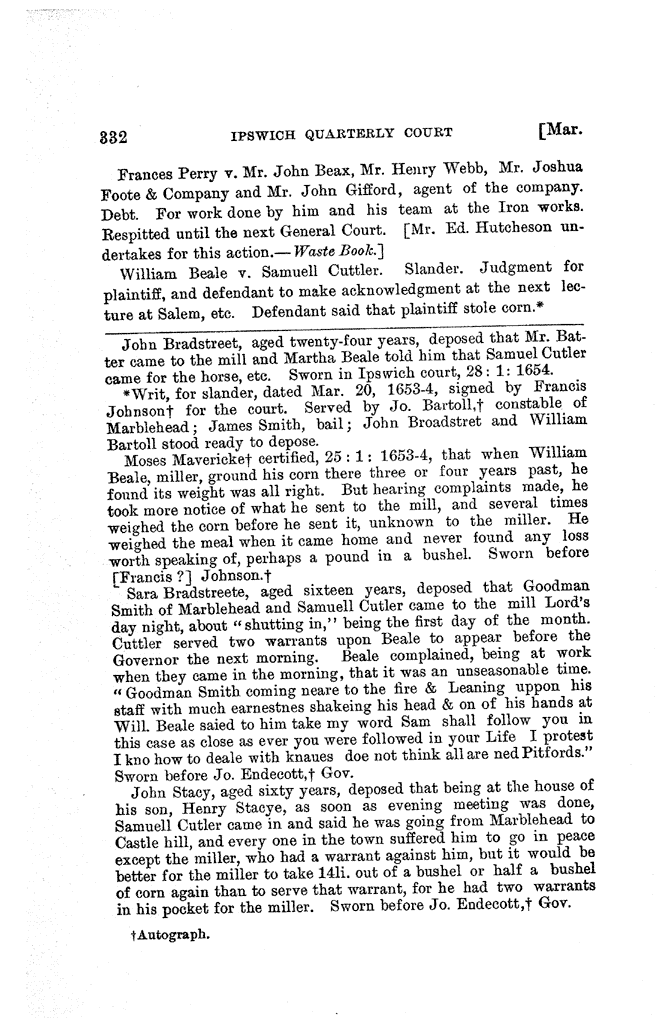 332 IPSWICH QUARTERLY COURT [Mar.
Frances Perry v. Mr. John Beax, Mr. Henry Webb, Mr. Joshua
Foote & Company and Mr. John Gifford, agent of the company.
Debt. For work done by him and his team at the Iron works.
Respitted until the next General Court. [Mr. Ed. Hutcheson un-
dertakes for this action.—Waste Book.]
William Beale v. Samuell Cuttler. Slander. Judgment for
plaintiff, and defendant to make acknowledgment at the next lec-
ture at Salem, etc. Defendant said that plaintiff stole corn.*
John Bradstreet, aged twenty-four years, deposed that Mr. Bat-
ter came to the mill and Martha Beale told him that Samuel Cutler
came for the horse, etc. Sworn in Ipswich court, 28 : 1 : 1654.
*Writ, for slander, dated Mar. 20, 1653-4, signed by Francis
Johnson† for the court. Served by Jo. Bartoll,† constable of
Marblehead; James Smith, bail; John Broadstret and William
Bartoll stood ready to depose.
Moses Mavericke† certified, 25 : 1 : 1653-4, that when William
Beale, miller, ground his corn there three or four years past, he
found its weight was all right. But hearing complaints made, he
took more notice of what he sent to the mill, and several times
weighed the corn before he sent it, unknown to the miller. He
weighed the meal when it came home and never found any loss
worth speaking of, perhaps a pound in a bushel. Sworn before
[Francis ?] Johnson.†
Sara Bradstreete, aged sixteen years, deposed that Goodman
Smith of Marblehead and Samuell Cutler came to the mill Lord's
day night, about "shutting in," being the first day of the month.
Cuttler served two warrants upon Beale to appear before the
Governor the next morning. Beale complained, being at work
when they came in the morning, that it was an unseasonable time.
"Goodman Smith coming neare to the fire & Leaning uppon his
staff with much earnestnes shakeing his head & on of his hands at
Will. Beale saied to him take my word Sam shall follow you in
this case as close as ever you were followed in your Life I protest
I kno how to deale with knaues doe not think all are ned Pitfords."
Sworn before Jo. Endecott,† Gov.
John Stacy, aged sixty years, deposed that being at the house of
his son, Henry Stacye, as soon as evening meeting was done,
Samuell Cutler came in and said he was going from Marblehead to
Castle hill, and every one in the town suffered him to go in peace
except the miller, who had a warrant against him, but it would be
better for the miller to take 14li. out of a bushel or half a bushel
of corn again than to serve that warrant, for he had two warrants
in his pocket for the miller. Sworn before Jo. Endecott,† Gov.
†Autograph.